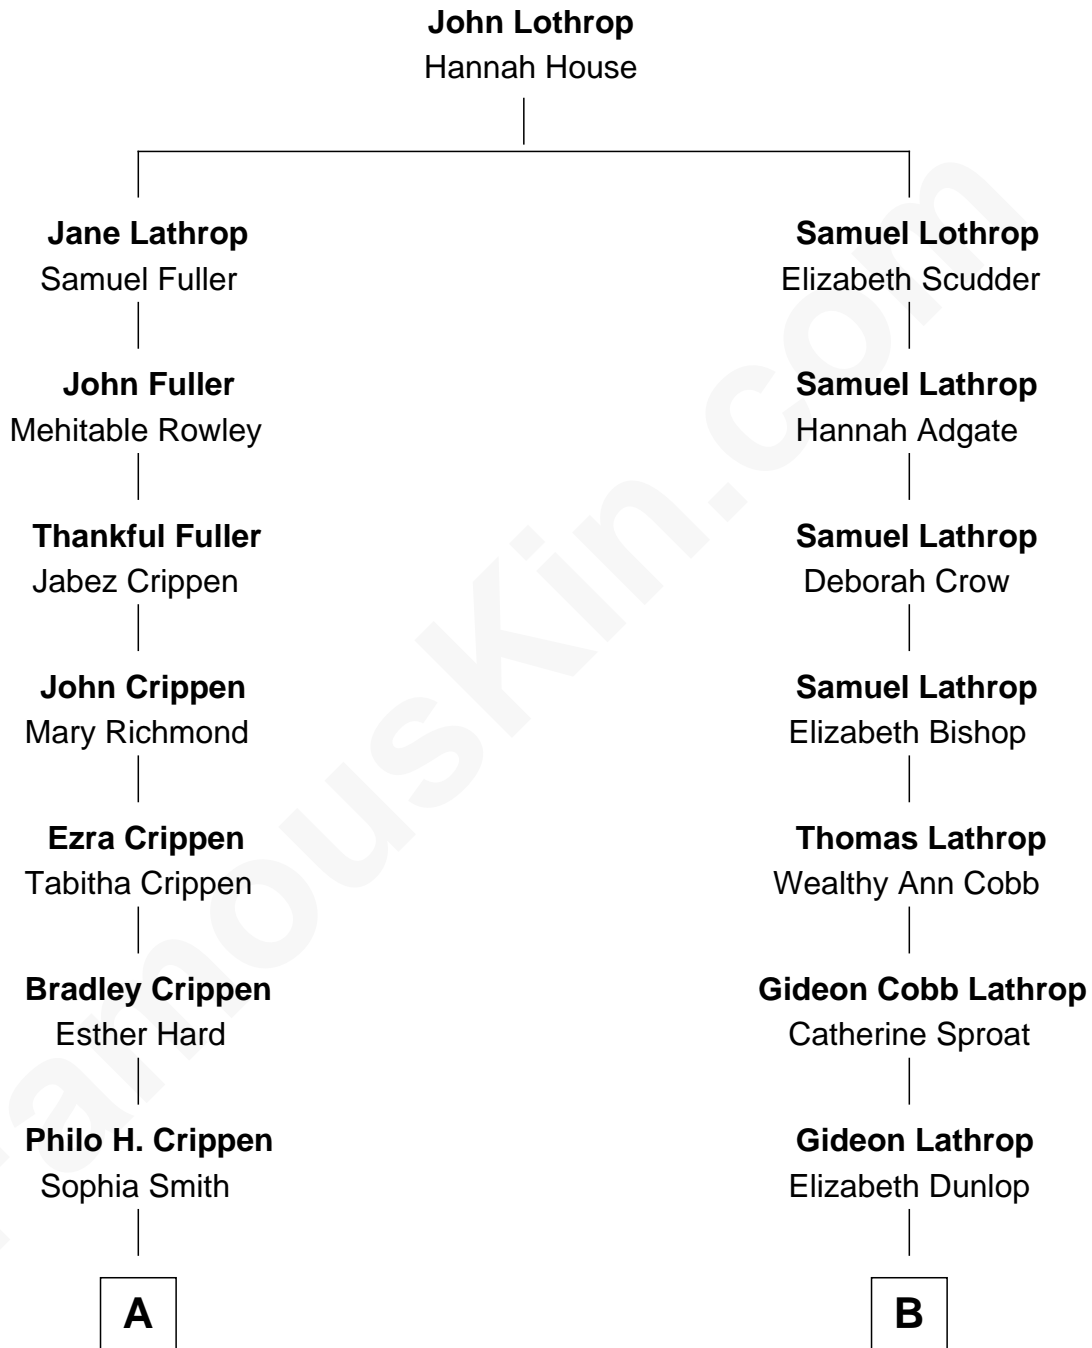 John Lothrop
Hannah House
Jane Lathrop
Samuel Fuller
Samuel Lothrop
Elizabeth Scudder
John Fuller
Mehitable Rowley
Samuel Lathrop
Hannah Adgate
Thankful Fuller
Jabez Crippen
Samuel Lathrop
Deborah Crow
John Crippen
Mary Richmond
Samuel Lathrop
Elizabeth Bishop
Ezra Crippen
Tabitha Crippen
Thomas Lathrop
Wealthy Ann Cobb
Bradley Crippen
Esther Hard
Gideon Cobb Lathrop
Catherine Sproat
Philo H. Crippen
Sophia Smith
Gideon Lathrop
Elizabeth Dunlop
A
B
FamousKin.com